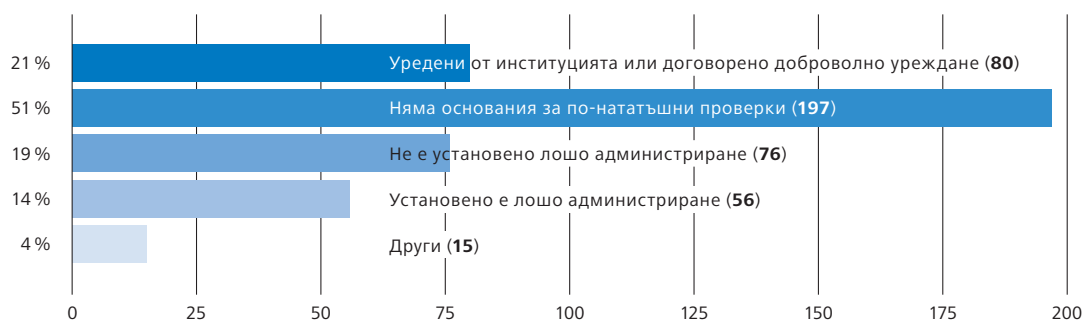 21 % Уредени от институцията или договорено доброволно уреждане (80)
51 % Няма основания за по-нататъшни проверки (197)
19 % Не е установено лошо администриране (76)
14 % Установено е лошо администриране (56)
4 % Други (15)
0 25 50 75 100 125 150 175 200